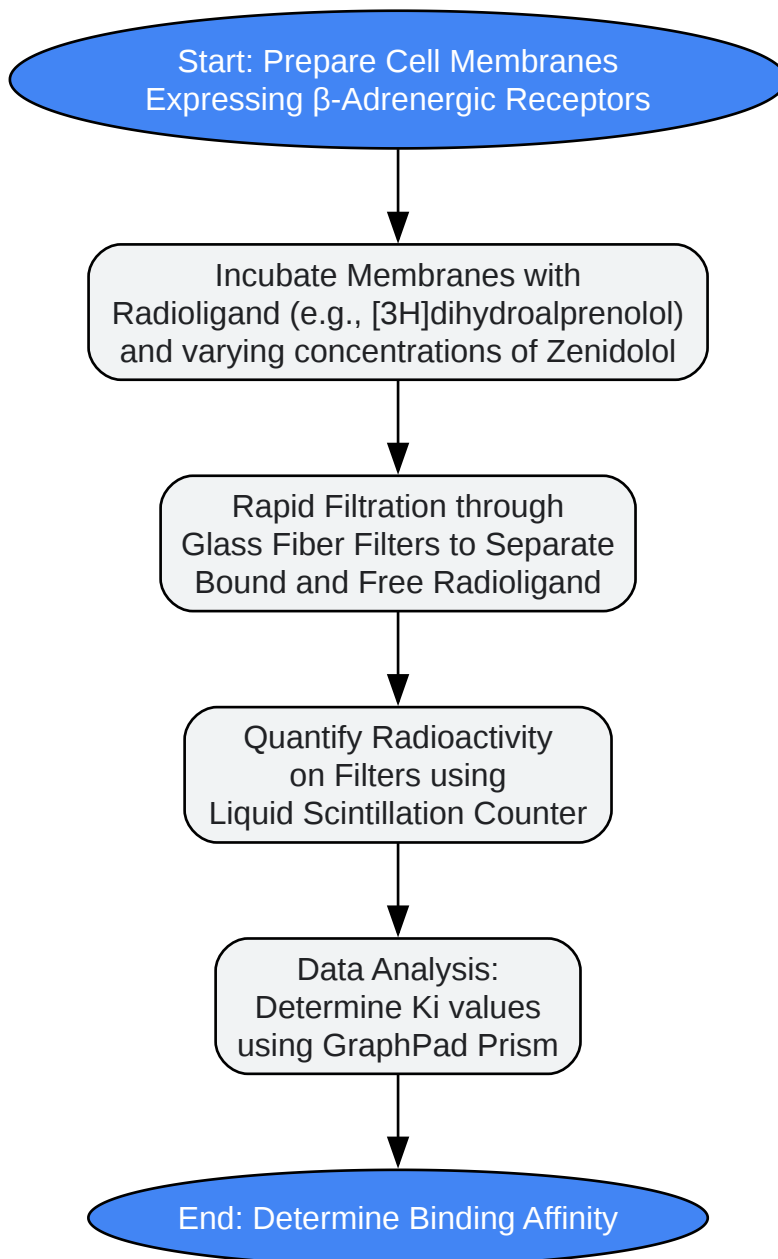 Start: Prepare Cell Membranes
Expressing β-Adrenergic Receptors
Incubate Membranes with
Radioligand (e.g., [3H]dihydroalprenolol)
and varying concentrations of Zenidolol
Rapid Filtration through
Glass Fiber Filters to Separate
Bound and Free Radioligand
Quantify Radioactivity
on Filters using
Liquid Scintillation Counter
Data Analysis:
Determine Ki values
using GraphPad Prism
End: Determine Binding Affinity